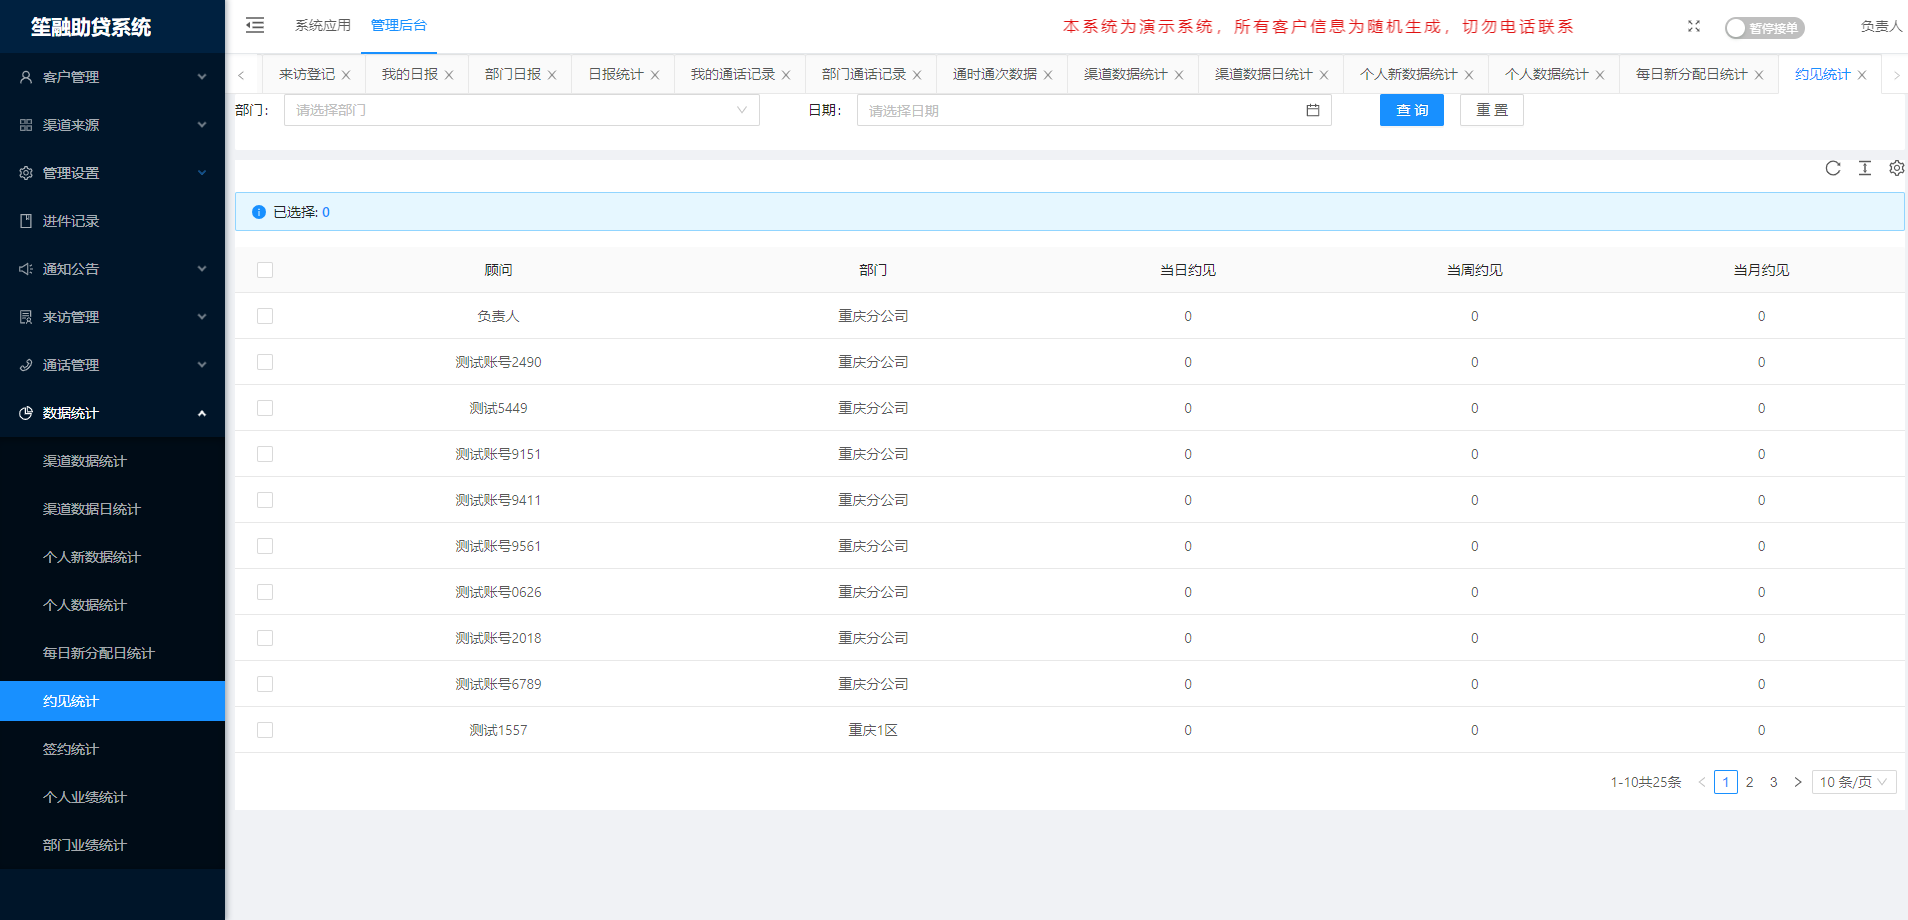 笙融助贷系统
系统应用 管理后台 本系统为演示系统，所有客户信息为随机生成，切勿电话联系 暂停接单 负责人
来访登记 我的日报 部门日报 日报统计 我的通话记录 部门通话记录 通时通次数据 渠道数据统计 渠道数据日统计 个人新数据统计 个人数据统计 每日新分配日统计 约见统计
客户管理
渠道来源
管理设置
进件记录
通知公告
来访管理
通话管理
数据统计
渠道数据统计
渠道数据日统计
个人新数据统计
个人数据统计
每日新分配日统计
约见统计
签约统计
个人业绩统计
部门业绩统计
部门： 请选择部门 日期： 请选择日期 查 询 重 置
已选择: 0
顾问 部门 当日约见 当周约见 当月约见
负责人 重庆分公司 0 0 0
测试账号2490 重庆分公司 0 0 0
测试5449 重庆分公司 0 0 0
测试账号9151 重庆分公司 0 0 0
测试账号9411 重庆分公司 0 0 0
测试账号9561 重庆分公司 0 0 0
测试账号0626 重庆分公司 0 0 0
测试账号2018 重庆分公司 0 0 0
测试账号6789 重庆分公司 0 0 0
测试1557 重庆1区 0 0 0
1-10共25条 < 1 2 3 > 10 条/页